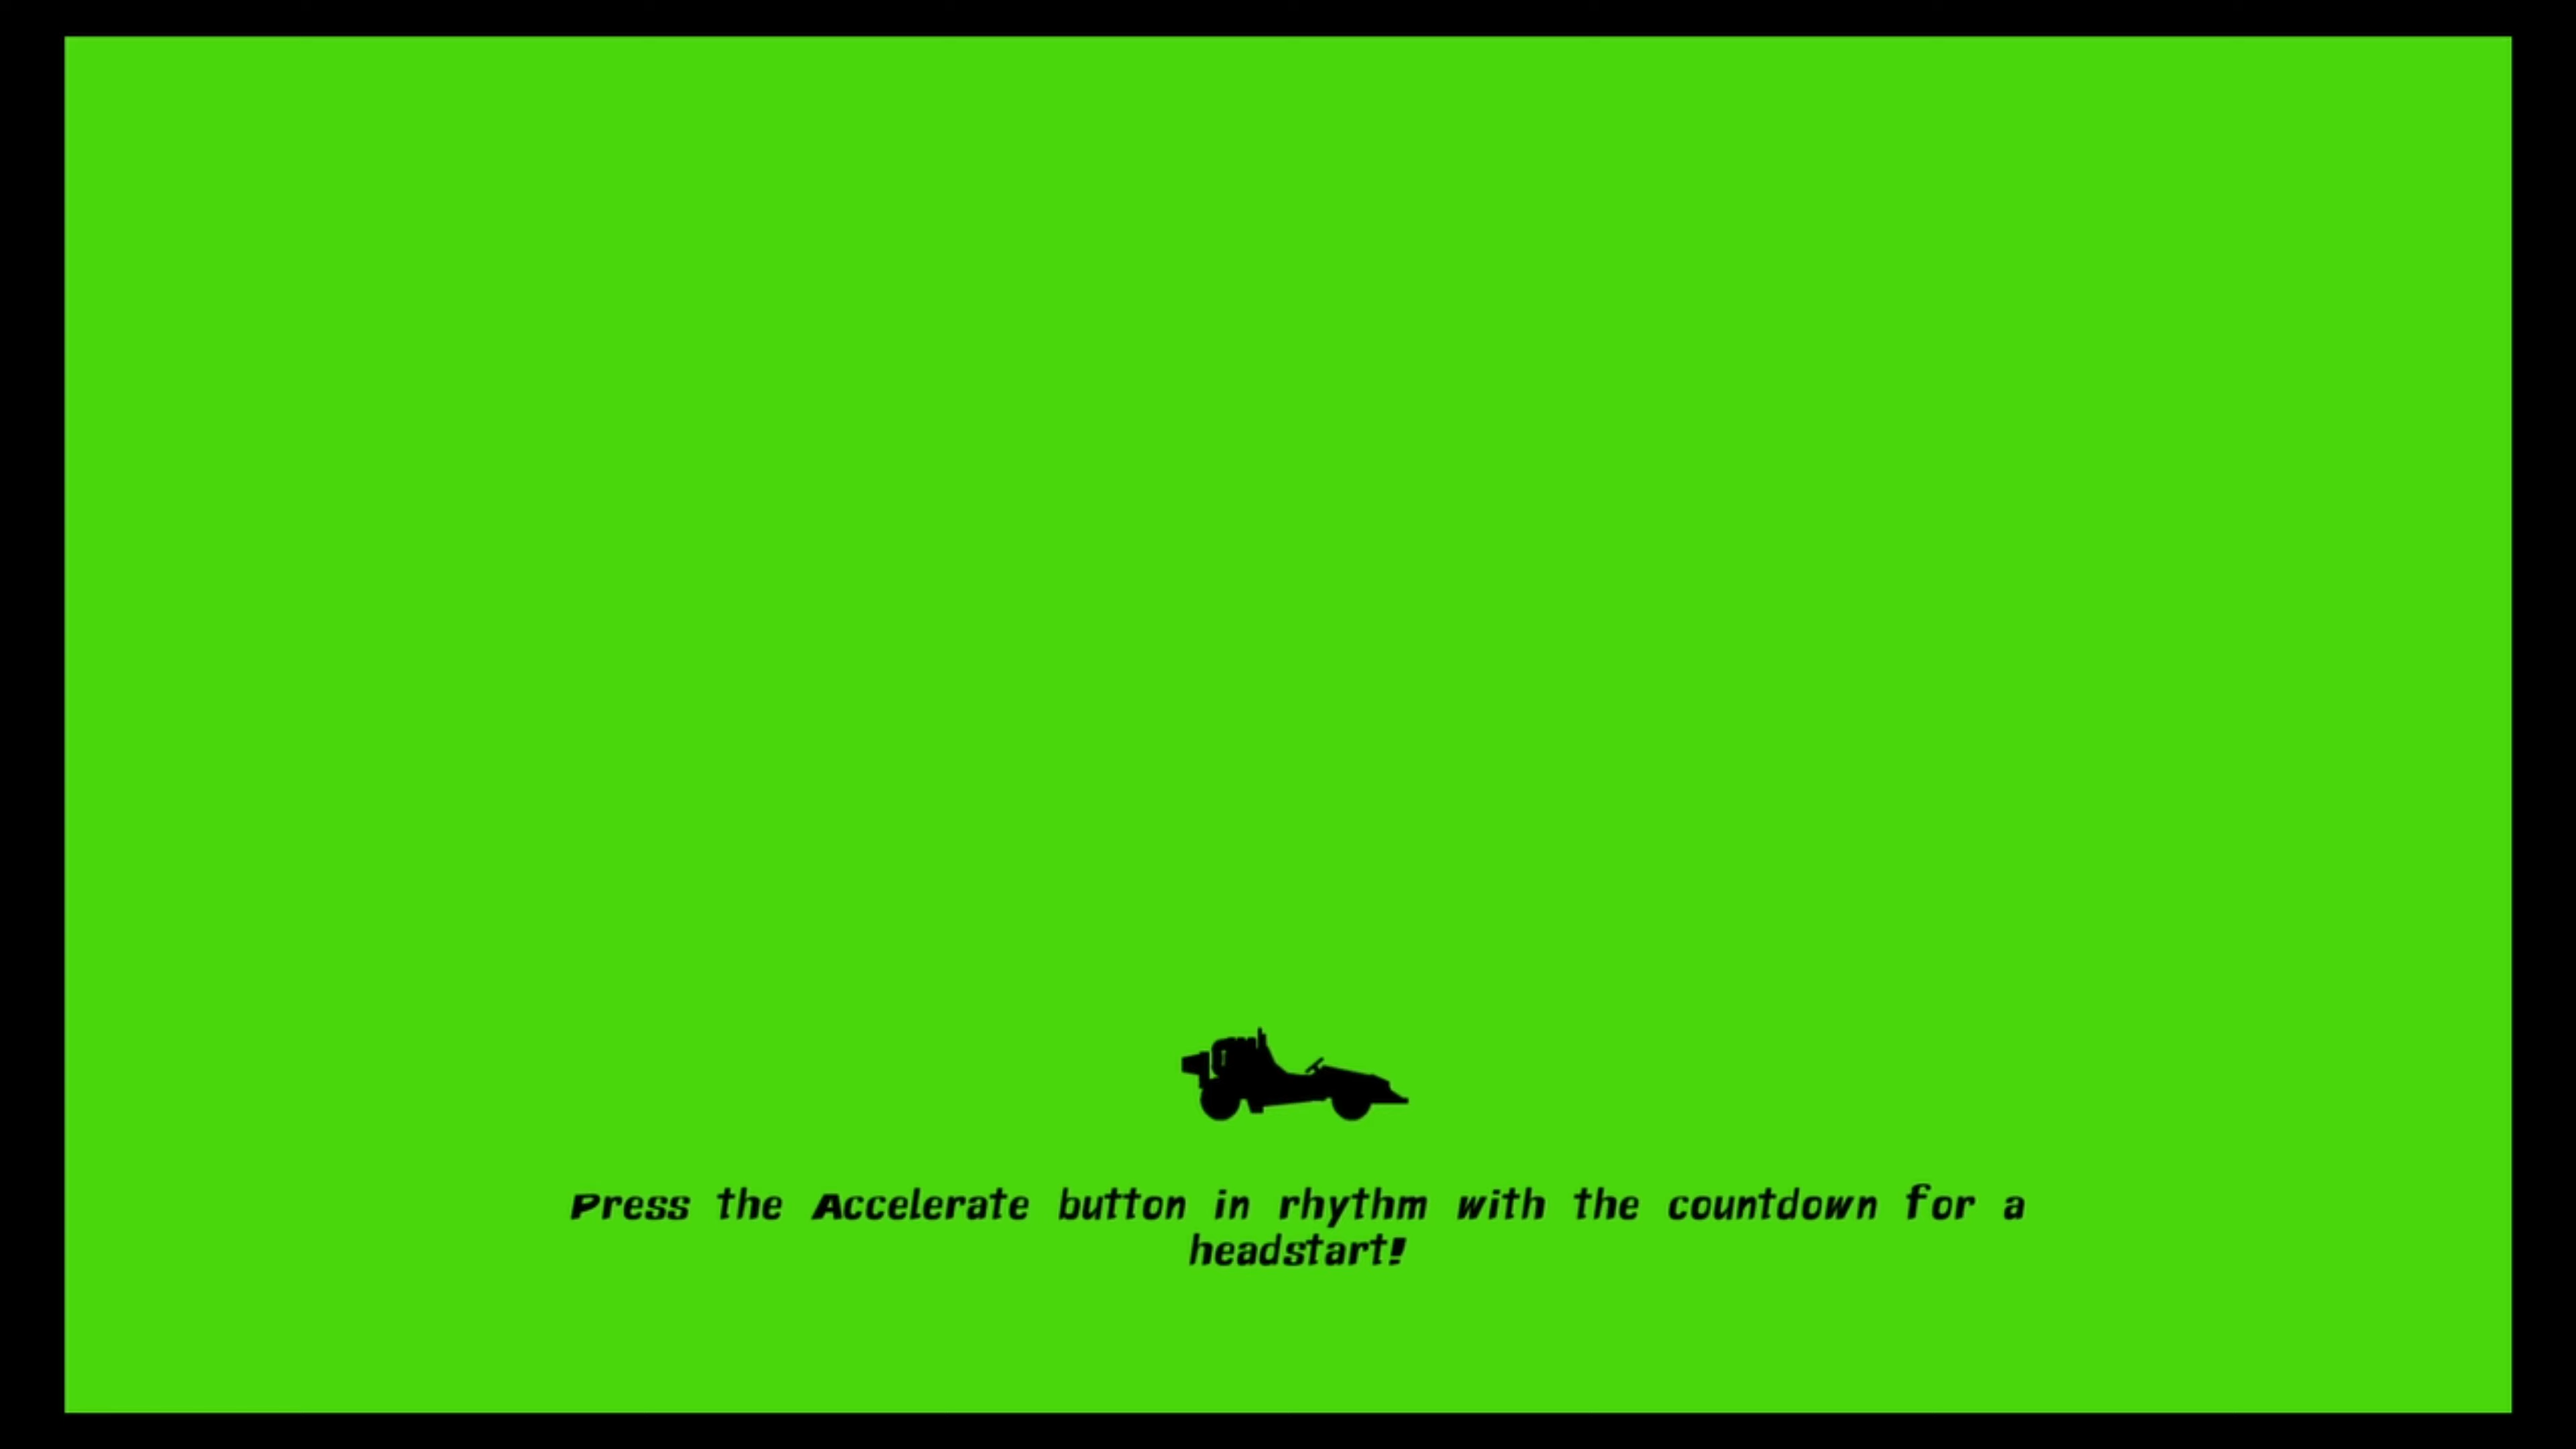 Press the Accelerate button in rhythm with the countdown for a
headstart!